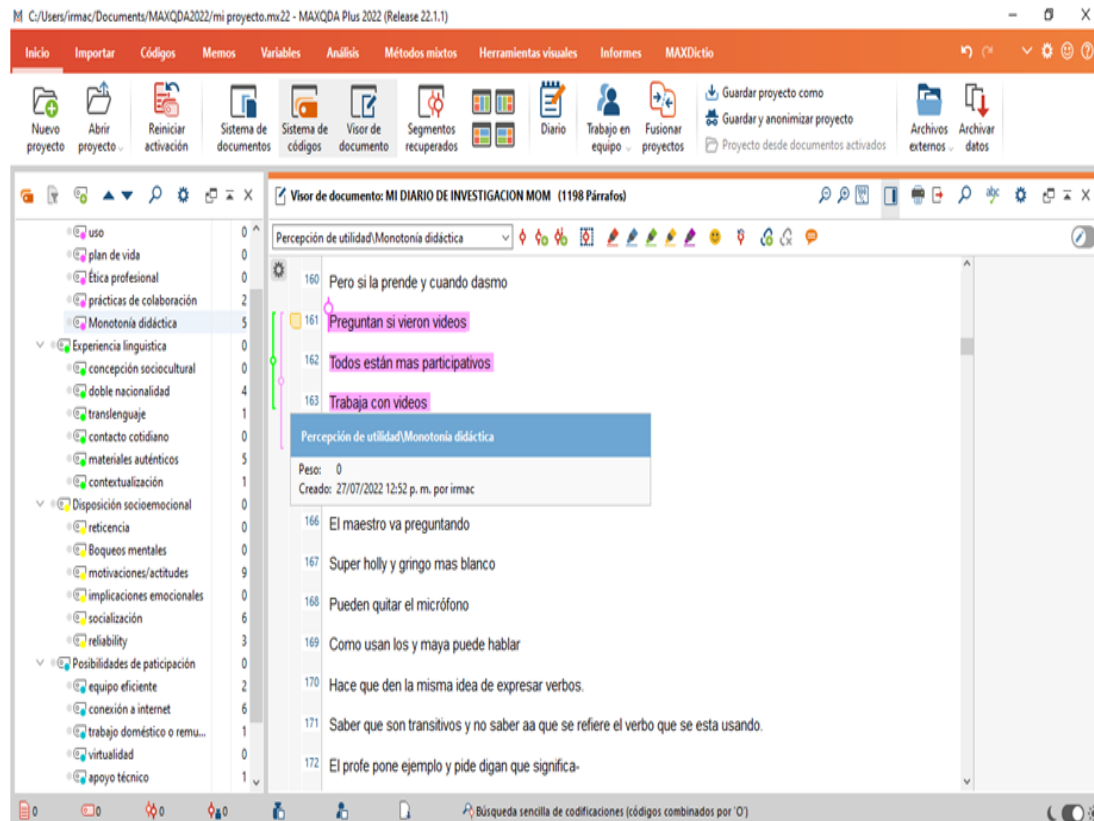 C:/Users/irmac/Documents/MAXQDA2022/mi proyecto.mx22 - MAXQDA Plus 2022 (Release 22.1.1)
Inicio Importar Códigos Memos Variables Análisis Métodos mixtos Herramientas visuales Informes MAXDictio
Nuevo proyecto
Abrir proyecto
Reiniciar activación
Sistema de documentos
Sistema de códigos
Visor de documento
Segmentos recuperados
Diario
Trabajo en equipo
Fusionar proyectos
Guardar proyecto como
Guardar y anonimizar proyecto
Proyecto desde documentos activados
Archivos externos
Archivar datos
Visor de documento: MI DIARIO DE INVESTIGACION MOM (1198 Párrafos)
Percepción de utilidad\Monotonía didáctica
uso 0
plan de vida 0
Ética profesional 0
prácticas de colaboración 2
Monotonía didáctica 5
Experiencia linguistica 0
concepción sociocultural 0
doble nacionalidad 4
translenguaje 1
contacto cotidiano 0
materiales auténticos 5
contextualización 1
Disposición socioemocional 0
reticencia 0
Boqueos mentales 0
motivaciones/actitudes 9
implicaciones emocionales 0
socialización 6
reliability 3
Posibilidades de paticipación 0
equipo eficiente 2
conexión a internet 6
trabajo doméstico o remu... 1
virtualidad 0
apoyo técnico 1
160 Pero si la prende y cuando dasmo
161 Preguntan si vieron videos
162 Todos están mas participativos
163 Trabaja con videos
Percepción de utilidad\Monotonía didáctica
Peso: 0
Creado: 27/07/2022 12:52 p. m. por irmac
166 El maestro va preguntando
167 Super holly y gringo mas blanco
168 Pueden quitar el micrófono
169 Como usan los y maya puede hablar
170 Hace que den la misma idea de expresar verbos.
171 Saber que son transitivos y no saber aa que se refiere el verbo que se esta usando.
172 El profe pone ejemplo y pide digan que significa-
0 0 0 0
Búsqueda sencilla de codificaciones (códigos combinados por 'O')